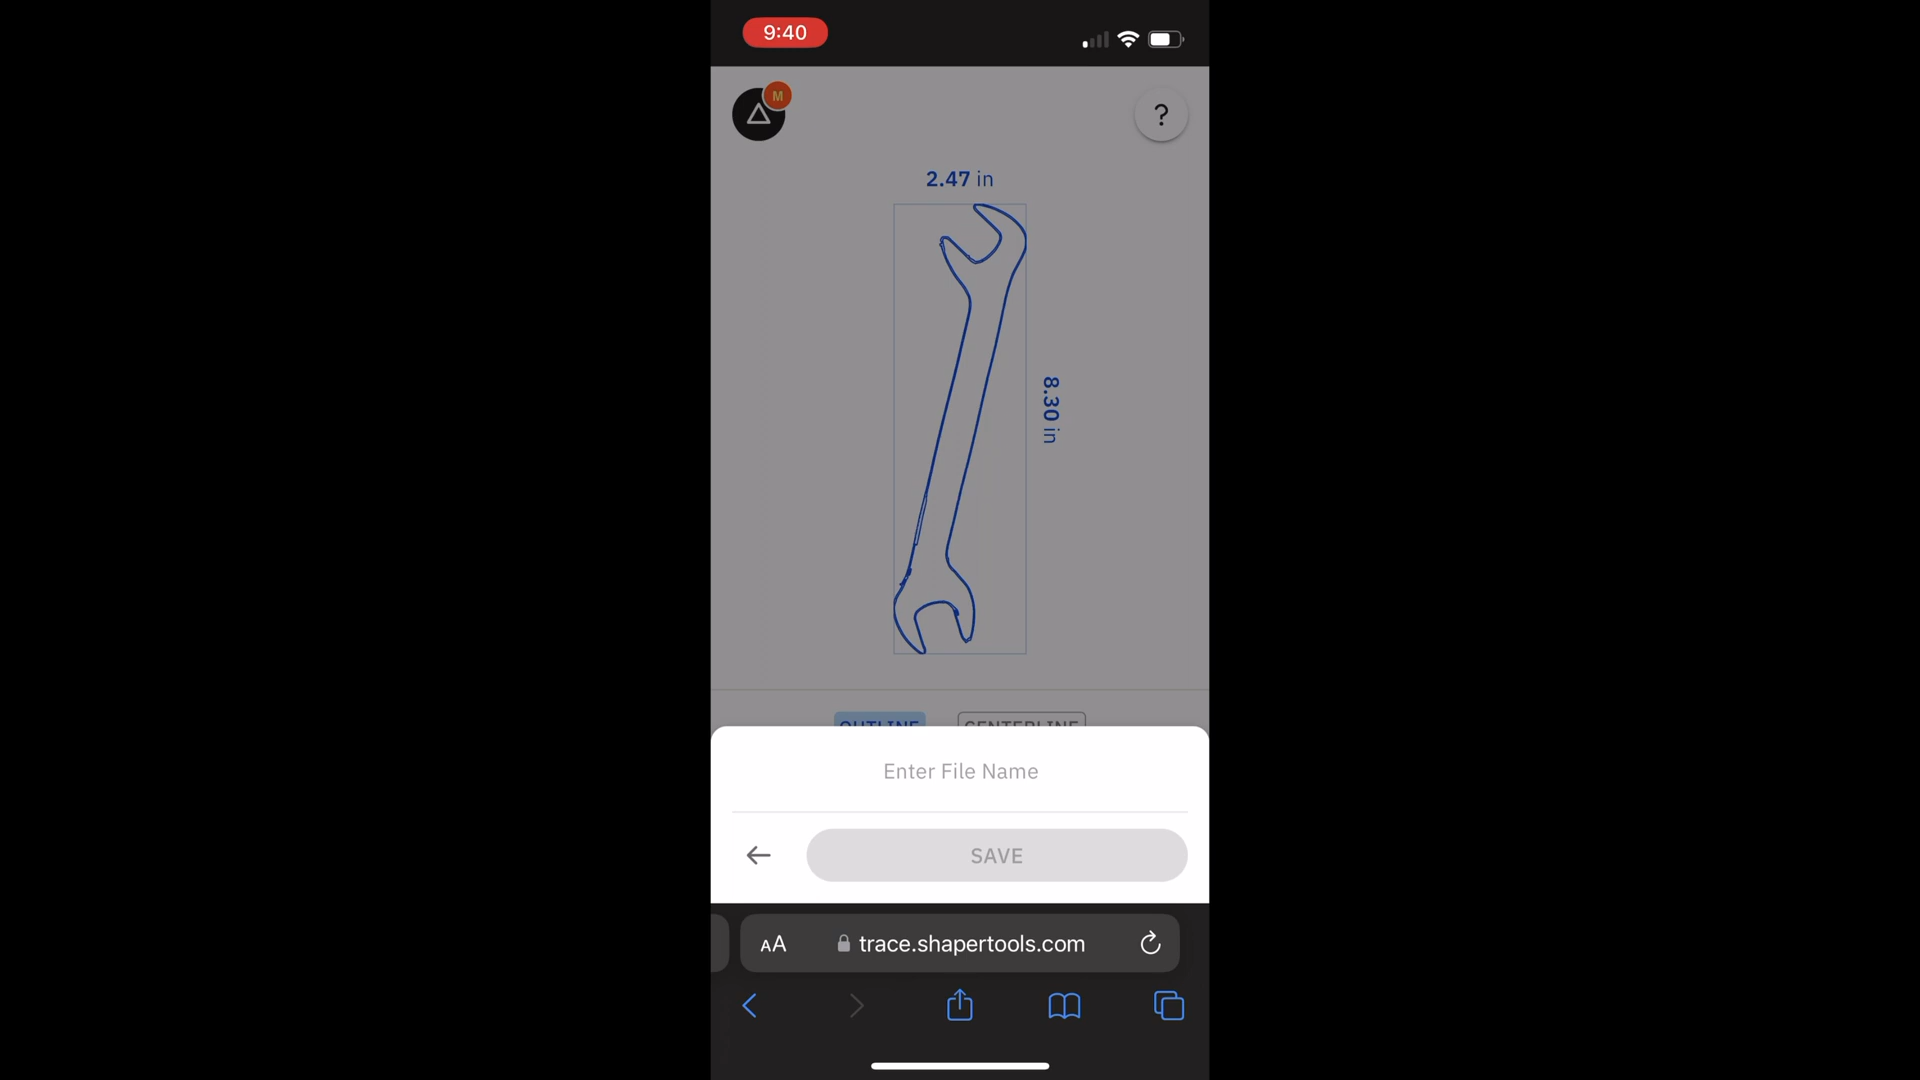 9:40
M
?
2.47 in
8.30 in
OUTLINE CENTERLINE
Enter File Name
SAVE
AA trace.shapertools.com